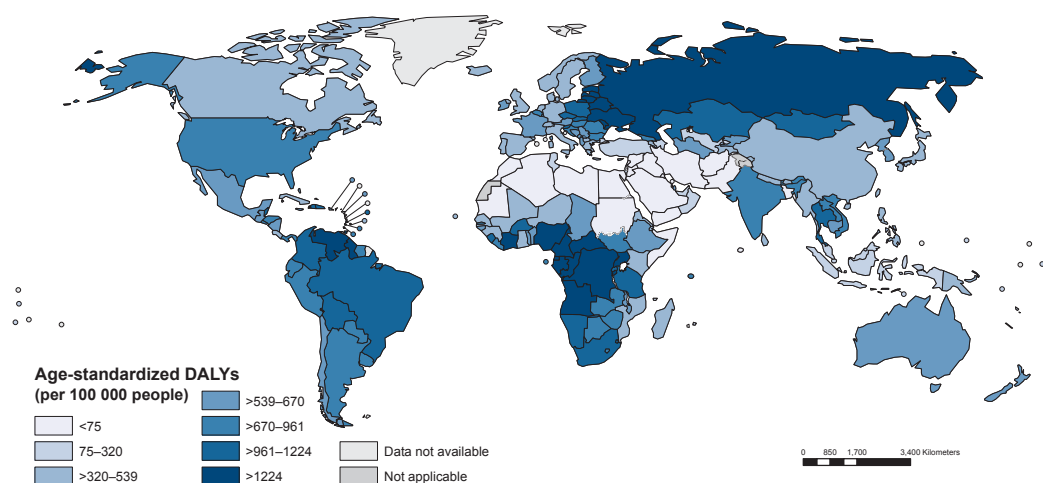 Age-standardized DALYs
(per 100 000 people)
<75
75–320
>320–539
>539–670
>670–961
>961–1224
>1224
Data not available
Not applicable
0 850 1,700 3,400 Kilometers